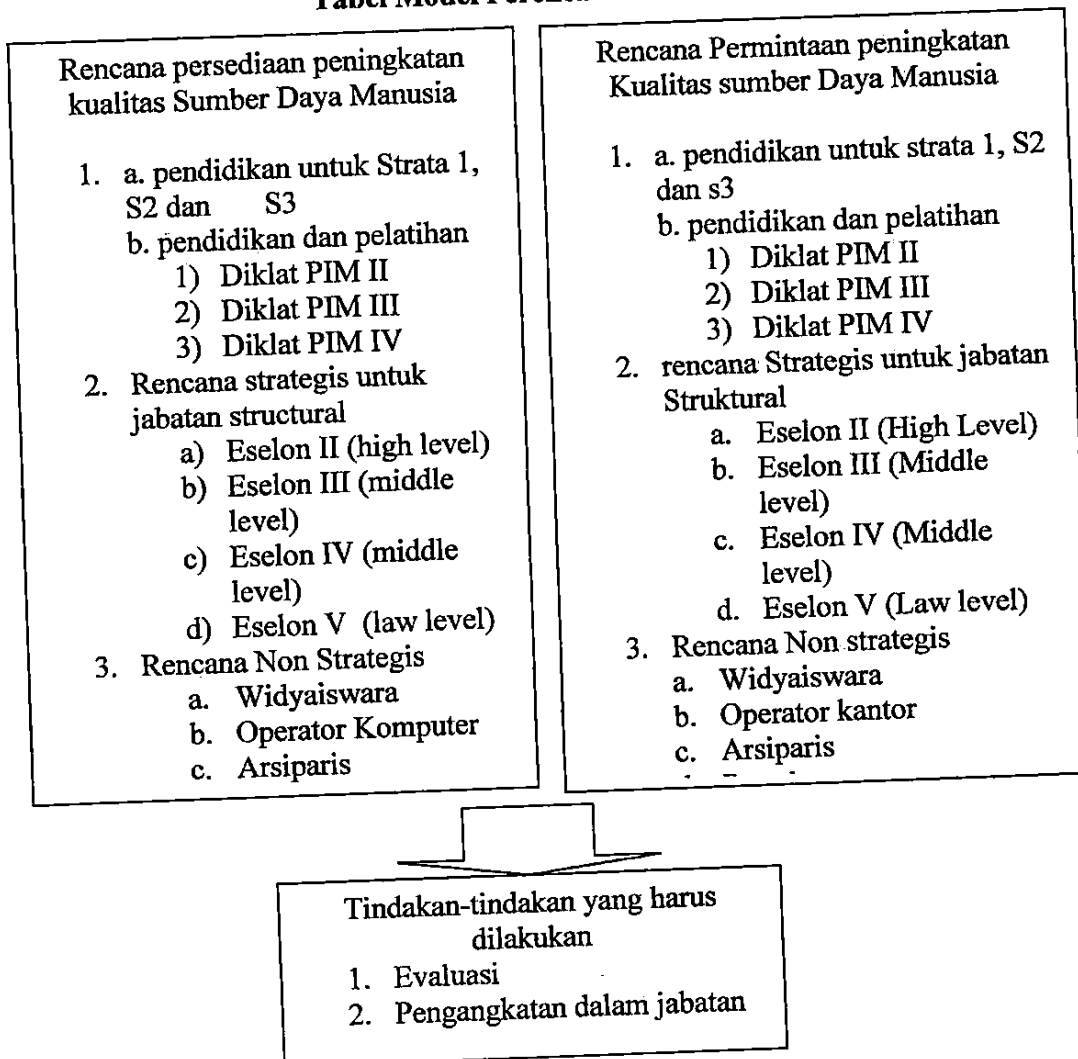 Tabel Model
Rencana persediaan peningkatan
kualitas Sumber Daya Manusia
1. a. pendidikan untuk Strata 1,
S2 dan S3
b. pendidikan dan pelatihan
1) Diklat PIM II
2) Diklat PIM III
3) Diklat PIM IV
2. Rencana strategis untuk
jabatan structural
a) Eselon II (high level)
b) Eselon III (middle
level)
c) Eselon IV (middle
level)
d) Eselon V (law level)
3. Rencana Non Strategis
a. Widyaiswara
b. Operator Komputer
c. Arsiparis
Rencana Permintaan peningkatan
Kualitas sumber Daya Manusia
1. a. pendidikan untuk strata 1, S2
dan s3
b. pendidikan dan pelatihan
1) Diklat PIM II
2) Diklat PIM III
3) Diklat PIM IV
2. rencana Strategis untuk jabatan
Struktural
a. Eselon II (High Level)
b. Eselon III (Middle
level)
c. Eselon IV (Middle
level)
d. Eselon V (Law level)
3. Rencana Non strategis
a. Widyaiswara
b. Operator kantor
c. Arsiparis
Tindakan-tindakan yang harus
dilakukan
1. Evaluasi
2. Pengangkatan dalam jabatan